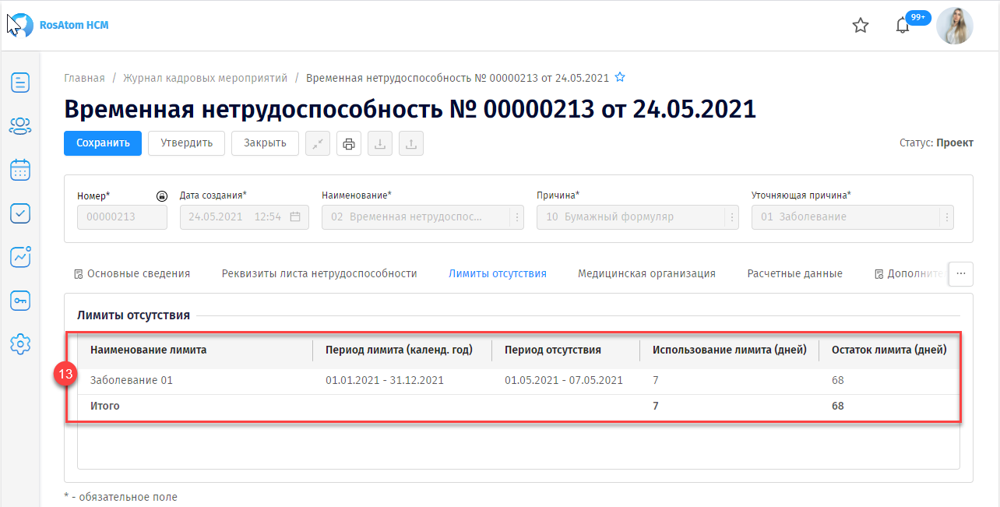 RosAtom HCM
99+
Главная / Журнал кадровых мероприятий / Временная нетрудоспособность № 00000213 от 24.05.2021
Временная нетрудоспособность № 00000213 от 24.05.2021
Сохранить Утвердить Закрыть Статус: Проект
Номер* Дата создания* Наименование* Причина* Уточняющая причина*
00000213 24.05.2021 12:54 02 Временная нетрудоспос... 10 Бумажный формуляр 01 Заболевание
Основные сведения Реквизиты листа нетрудоспособности Лимиты отсутствия Медицинская организация Расчетные данные Дополните ...
Лимиты отсутствия
Наименование лимита Период лимита (календ. год) Период отсутствия Использование лимита (дней) Остаток лимита (дней)
13
Заболевание 01 01.01.2021 - 31.12.2021 01.05.2021 - 07.05.2021 7 68
Итого 7 68
* - обязательное поле